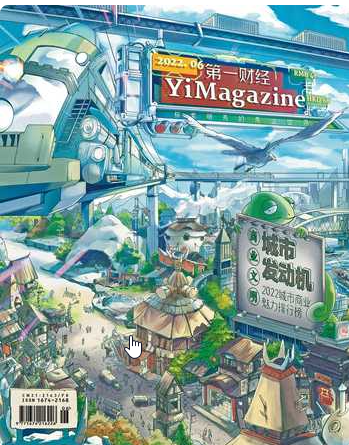 2022.06
第一财经
YiMagazine
商业文明
城市
发动机
2022城市商业
魅力排行榜
ISSN 1674-2168